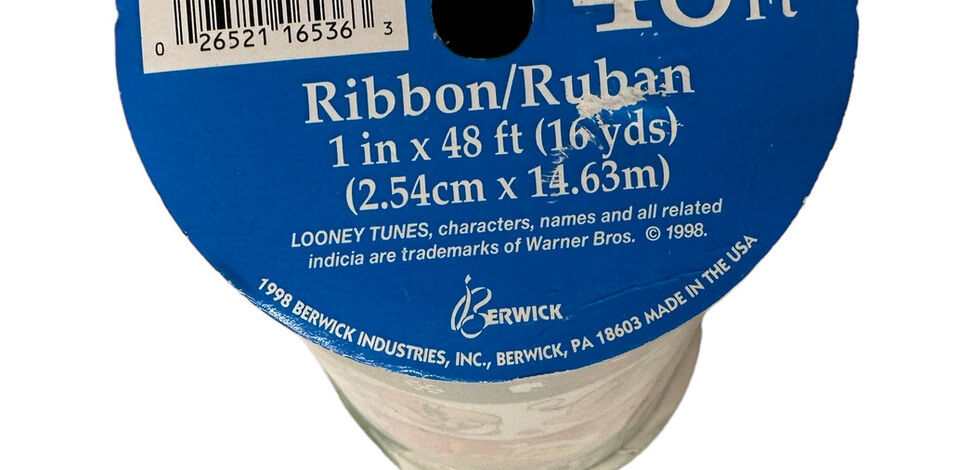 48 Ft
0 26521 16536 3
Ribbon/Ruban
1 in x 48 ft (16 yds)
(2.54cm x 14.63m)
LOONEY TUNES, characters, names and all related
indicia are trademarks of Warner Bros. © 1998.
BERWICK
1998 BERWICK INDUSTRIES, INC., BERWICK, PA 18603 MADE IN THE USA